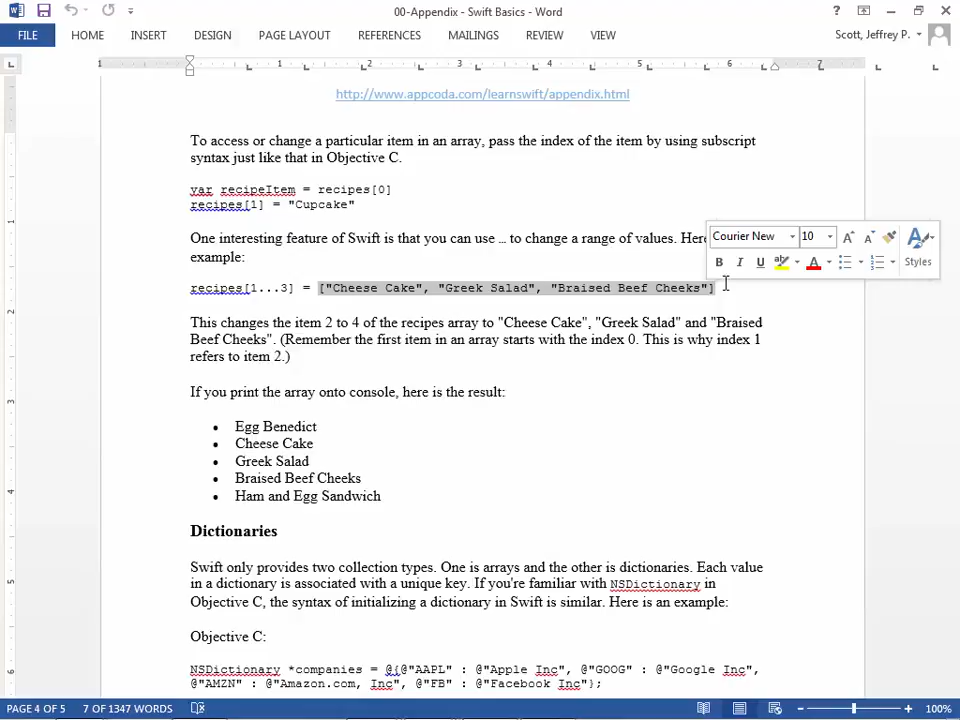 00-Appendix - Swift Basics - Word
FILE HOME INSERT DESIGN PAGE LAYOUT REFERENCES MAILINGS REVIEW VIEW Scott, Jeffrey P.
1 1 2 3 4 5 6 7
http://www.appcoda.com/learnswift/appendix.html
To access or change a particular item in an array, pass the index of the item by using subscript
syntax just like that in Objective C.
var recipeItem = recipes[0]
recipes[1] = "Cupcake"
One interesting feature of Swift is that you can use … to change a range of values. Here
example:
Courier New 10 A A
B I U ab A Styles
recipes[1...3] = ["Cheese Cake", "Greek Salad", "Braised Beef Cheeks"]
This changes the item 2 to 4 of the recipes array to "Cheese Cake", "Greek Salad" and "Braised
Beef Cheeks". (Remember the first item in an array starts with the index 0. This is why index 1
refers to item 2.)
If you print the array onto console, here is the result:
• Egg Benedict
• Cheese Cake
• Greek Salad
• Braised Beef Cheeks
• Ham and Egg Sandwich
Dictionaries
Swift only provides two collection types. One is arrays and the other is dictionaries. Each value
in a dictionary is associated with a unique key. If you're familiar with NSDictionary in
Objective C, the syntax of initializing a dictionary in Swift is similar. Here is an example:
Objective C:
NSDictionary *companies = @{@"AAPL" : @"Apple Inc", @"GOOG" : @"Google Inc",
@"AMZN" : @"Amazon.com, Inc", @"FB" : @"Facebook Inc"};
PAGE 4 OF 5 7 OF 1347 WORDS 100%